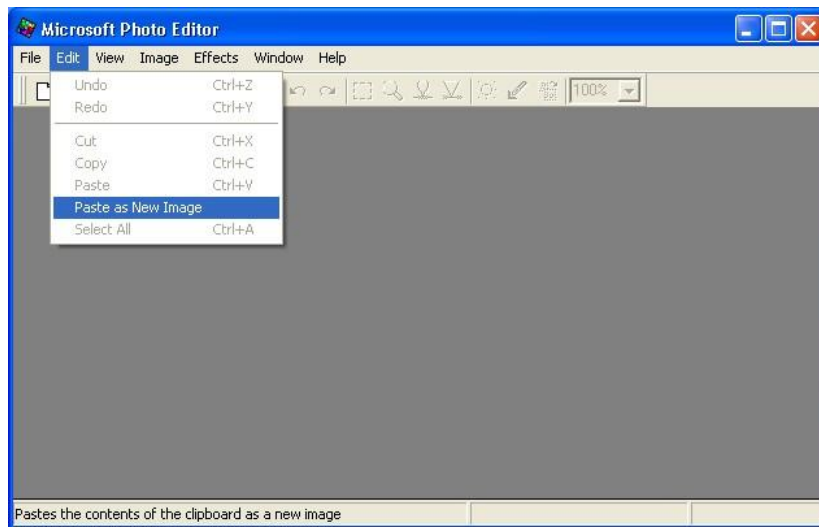 Microsoft Photo Editor
File Edit View Image Effects Window Help
100%
Undo Ctrl+Z
Redo Ctrl+Y
Cut Ctrl+X
Copy Ctrl+C
Paste Ctrl+V
Paste as New Image
Select All Ctrl+A
Pastes the contents of the clipboard as a new image